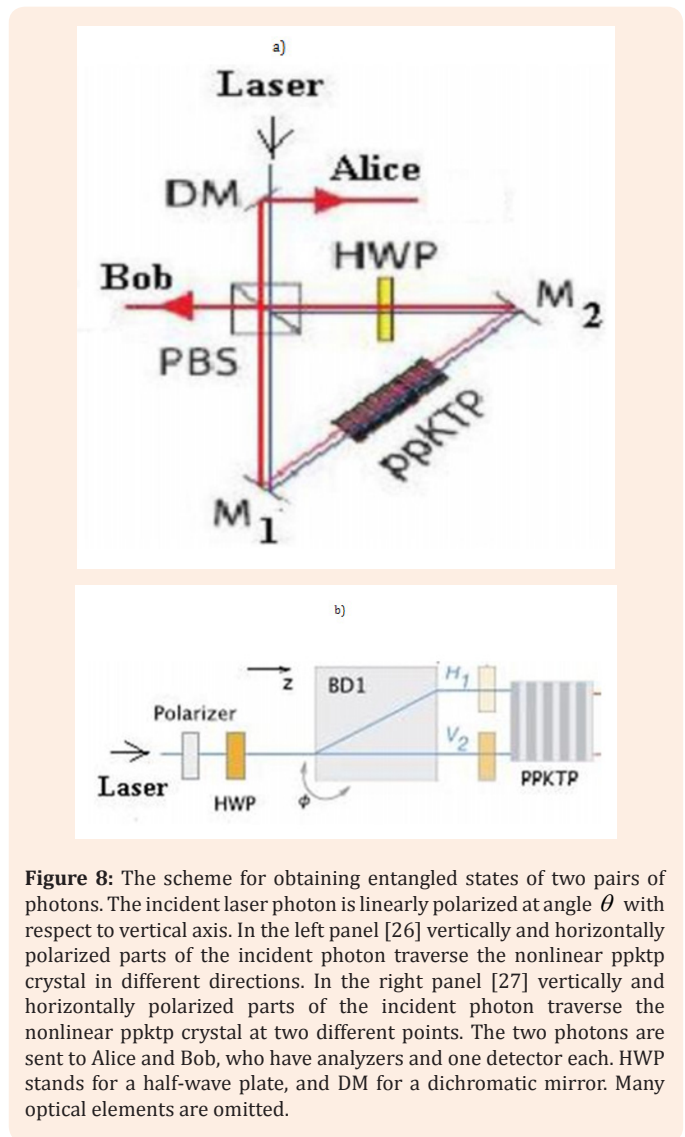 a)
Laser
DM
Alice
HWP
Bob
M2
PBS
ppKTP
M1
b)
z
BD1
H1
Polarizer
V2
Laser
HWP
ϕ
PPKTP
Figure 8: The scheme for obtaining entangled states of two pairs of
photons. The incident laser photon is linearly polarized at angle θ with
respect to vertical axis. In the left panel [26] vertically and horizontally
polarized parts of the incident photon traverse the nonlinear ppktp
crystal in different directions. In the right panel [27] vertically and
horizontally polarized parts of the incident photon traverse the
nonlinear ppktp crystal at two different points. The two photons are
sent to Alice and Bob, who have analyzers and one detector each. HWP
stands for a half-wave plate, and DM for a dichromatic mirror. Many
optical elements are omitted.